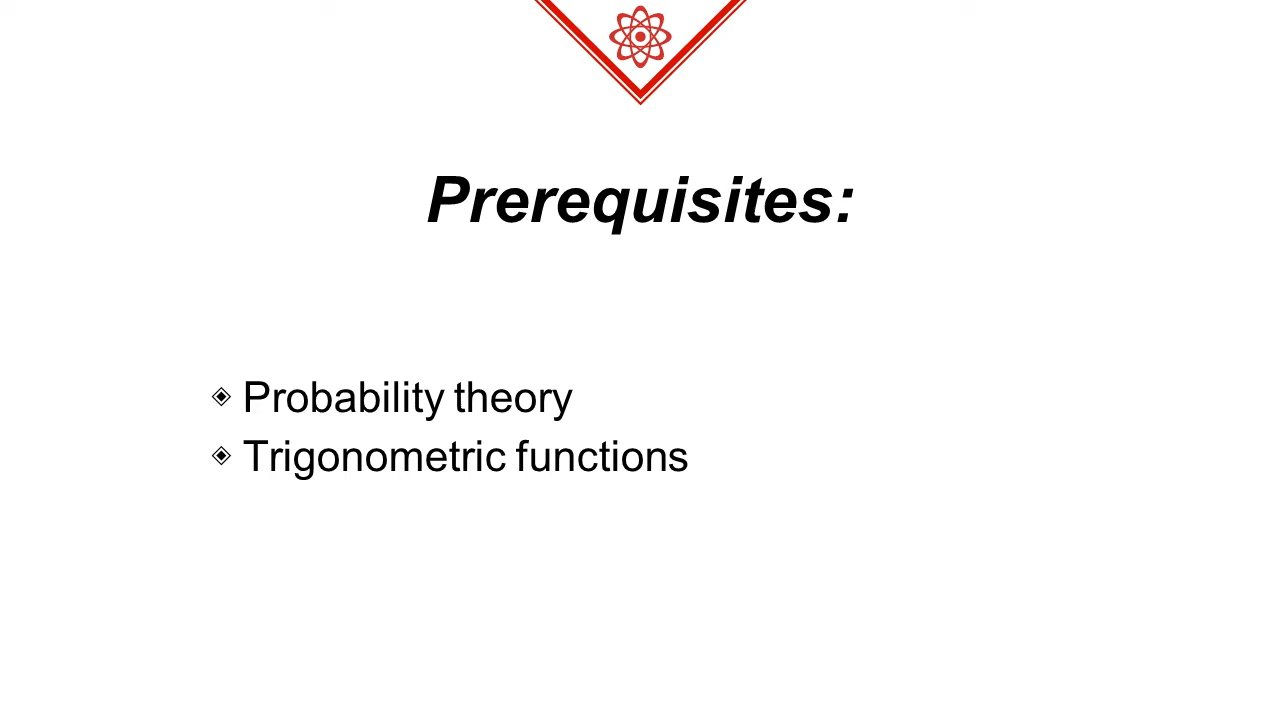 Prerequisites:
◈ Probability theory
◈ Trigonometric functions